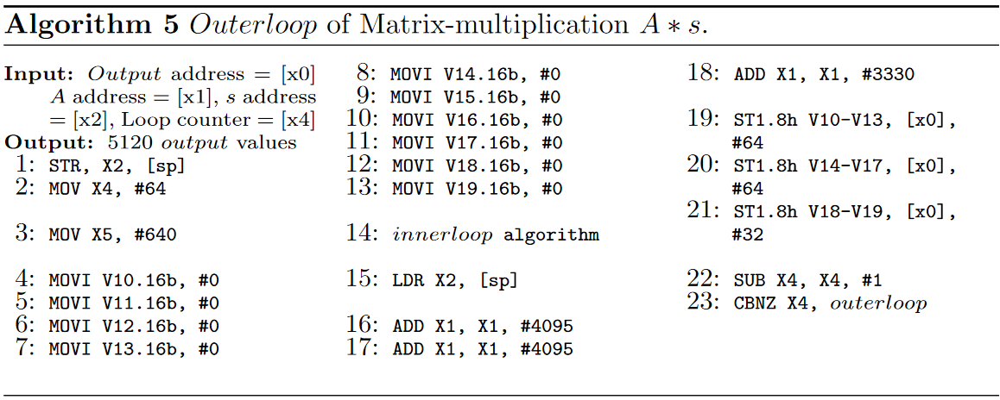 Algorithm 5 Outerloop of Matrix-multiplication A ∗ s.
Input: Output address = [x0]
A address = [x1], s address
= [x2], Loop counter = [x4]
Output: 5120 output values
1: STR, X2, [sp]
2: MOV X4, #64
3: MOV X5, #640
4: MOVI V10.16b, #0
5: MOVI V11.16b, #0
6: MOVI V12.16b, #0
7: MOVI V13.16b, #0
8: MOVI V14.16b, #0
9: MOVI V15.16b, #0
10: MOVI V16.16b, #0
11: MOVI V17.16b, #0
12: MOVI V18.16b, #0
13: MOVI V19.16b, #0
14: innerloop algorithm
15: LDR X2, [sp]
16: ADD X1, X1, #4095
17: ADD X1, X1, #4095
18: ADD X1, X1, #3330
19: ST1.8h V10-V13, [x0],
#64
20: ST1.8h V14-V17, [x0],
#64
21: ST1.8h V18-V19, [x0],
#32
22: SUB X4, X4, #1
23: CBNZ X4, outerloop